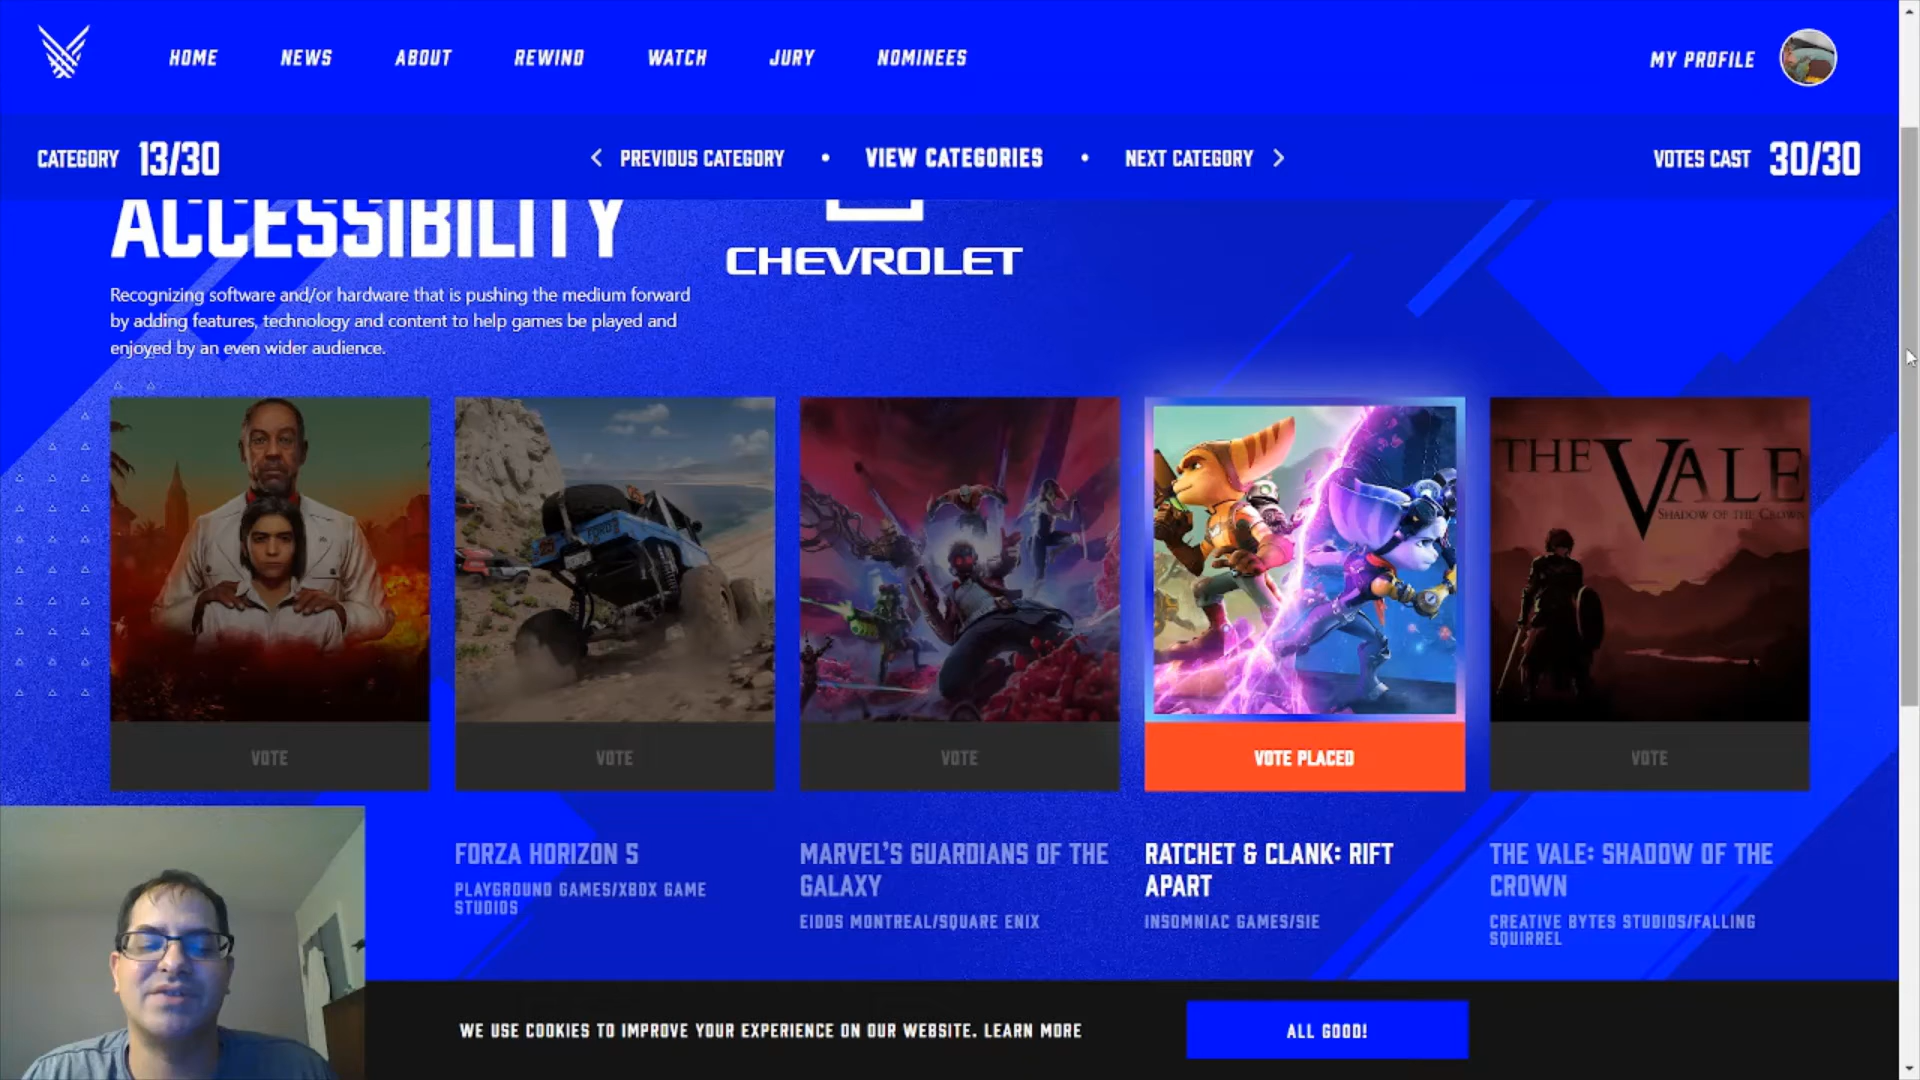 HOME NEWS ABOUT REWIND WATCH JURY NOMINEES MY PROFILE
CATEGORY 13/30 PREVIOUS CATEGORY • VIEW CATEGORIES • NEXT CATEGORY VOTES CAST 30/30
ACCESSIBILITY
CHEVROLET
Recognizing software and/or hardware that is pushing the medium forward
by adding features, technology and content to help games be played and
enjoyed by an even wider audience.
THE VALE
SHADOW OF THE CROWN
VOTE VOTE VOTE VOTE PLACED VOTE
FORZA HORIZON 5
PLAYGROUND GAMES/XBOX GAME
STUDIOS
MARVEL'S GUARDIANS OF THE
GALAXY
EIDOS MONTREAL/SQUARE ENIX
RATCHET & CLANK: RIFT
APART
INSOMNIAC GAMES/SIE
THE VALE: SHADOW OF THE
CROWN
CREATIVE BYTES STUDIOS/FALLING
SQUIRREL
WE USE COOKIES TO IMPROVE YOUR EXPERIENCE ON OUR WEBSITE. LEARN MORE
ALL GOOD!